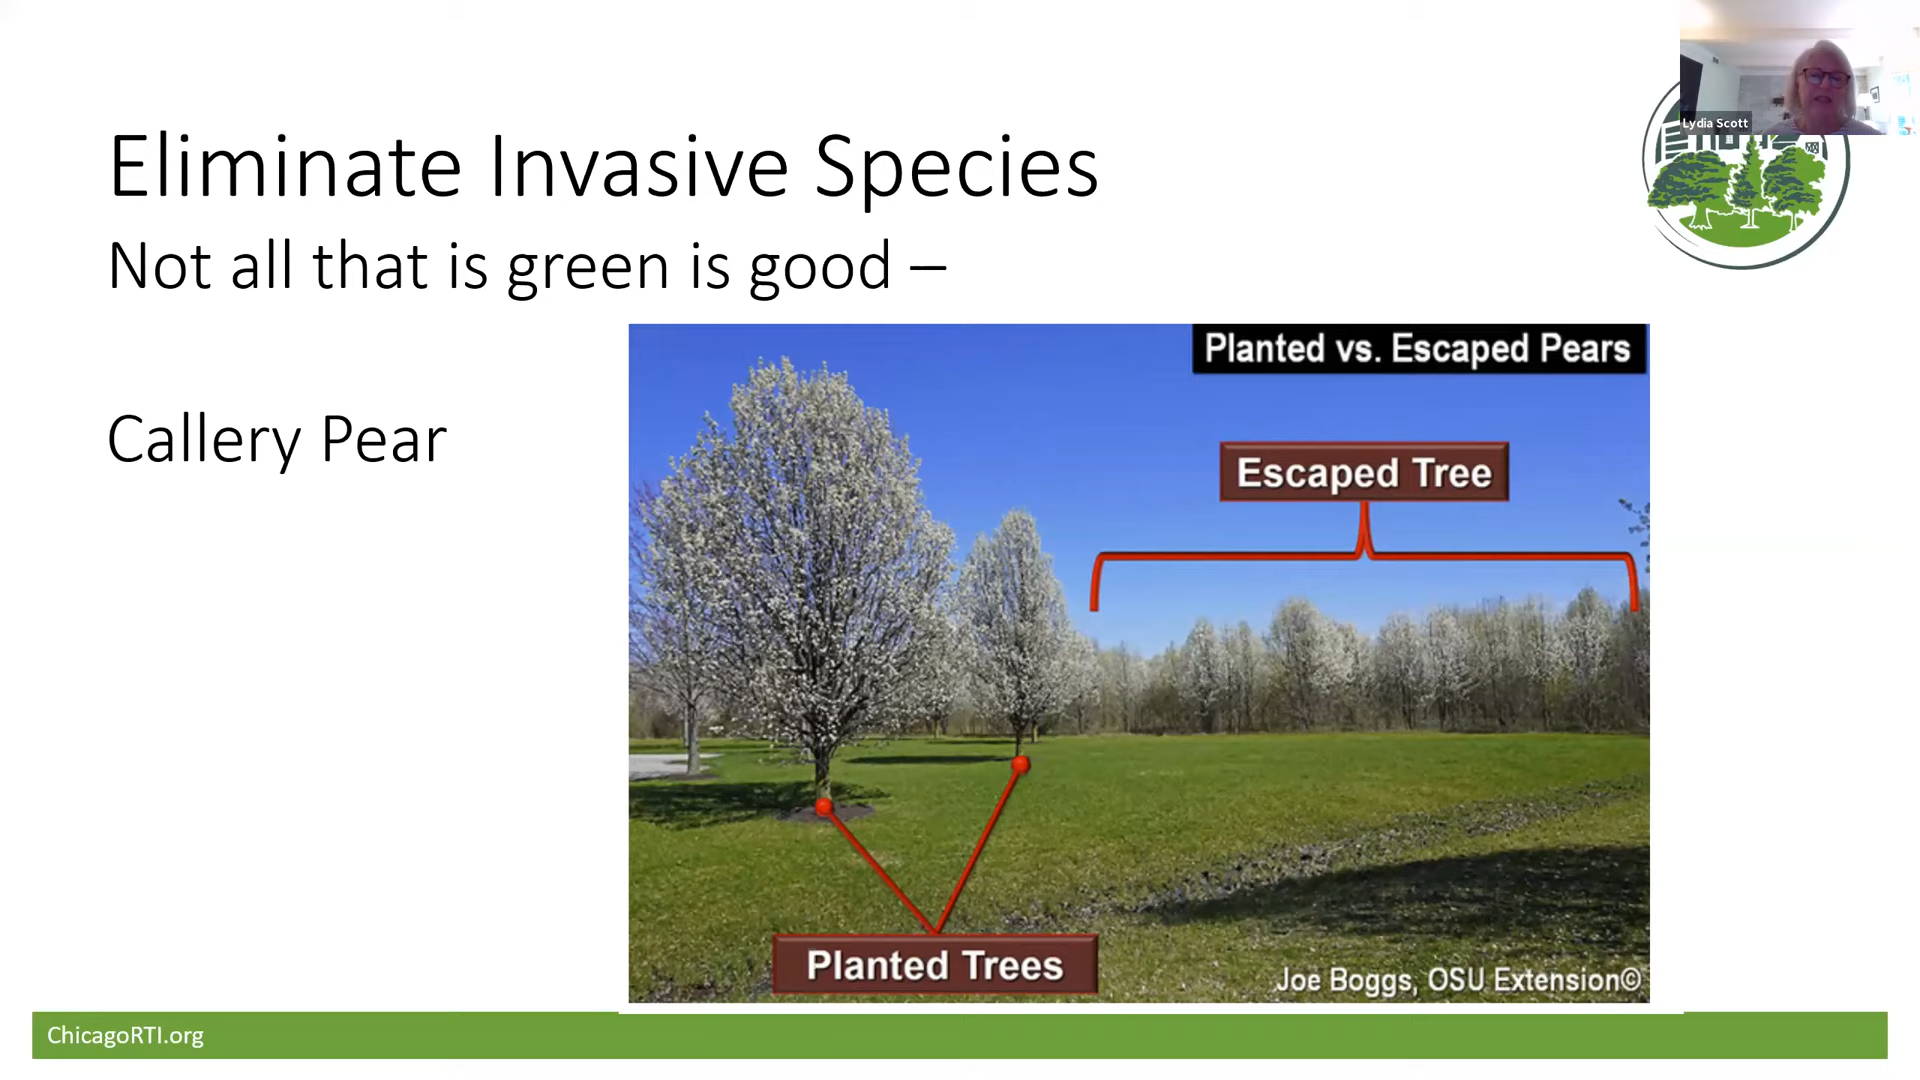 Lydia Scott
Eliminate Invasive Species
Not all that is green is good –
Callery Pear
Planted vs. Escaped Pears
Escaped Tree
Planted Trees
Joe Boggs, OSU Extension©
ChicagoRTI.org